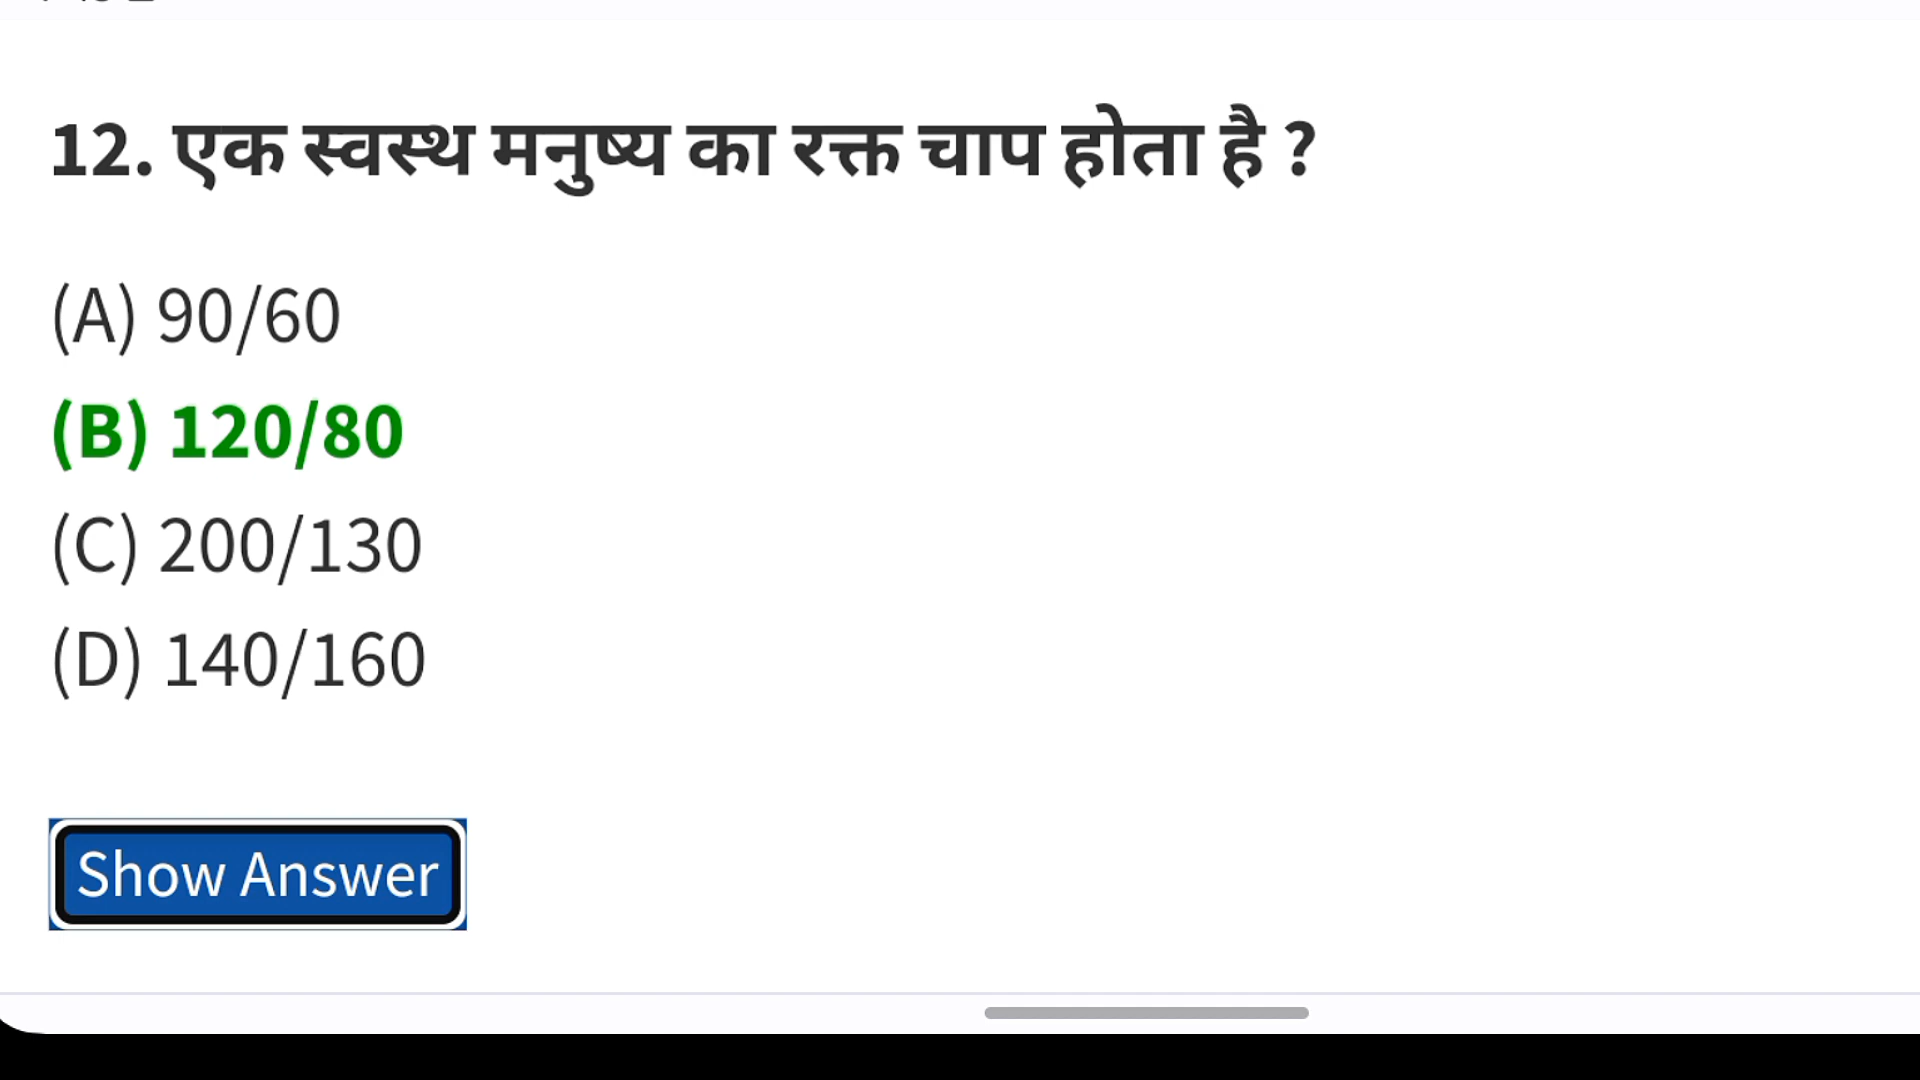 12. एक स्वस्थ मनुष्य का रक्त चाप होता है ?
(A) 90/60
(B) 120/80
(C) 200/130
(D) 140/160
Show Answer